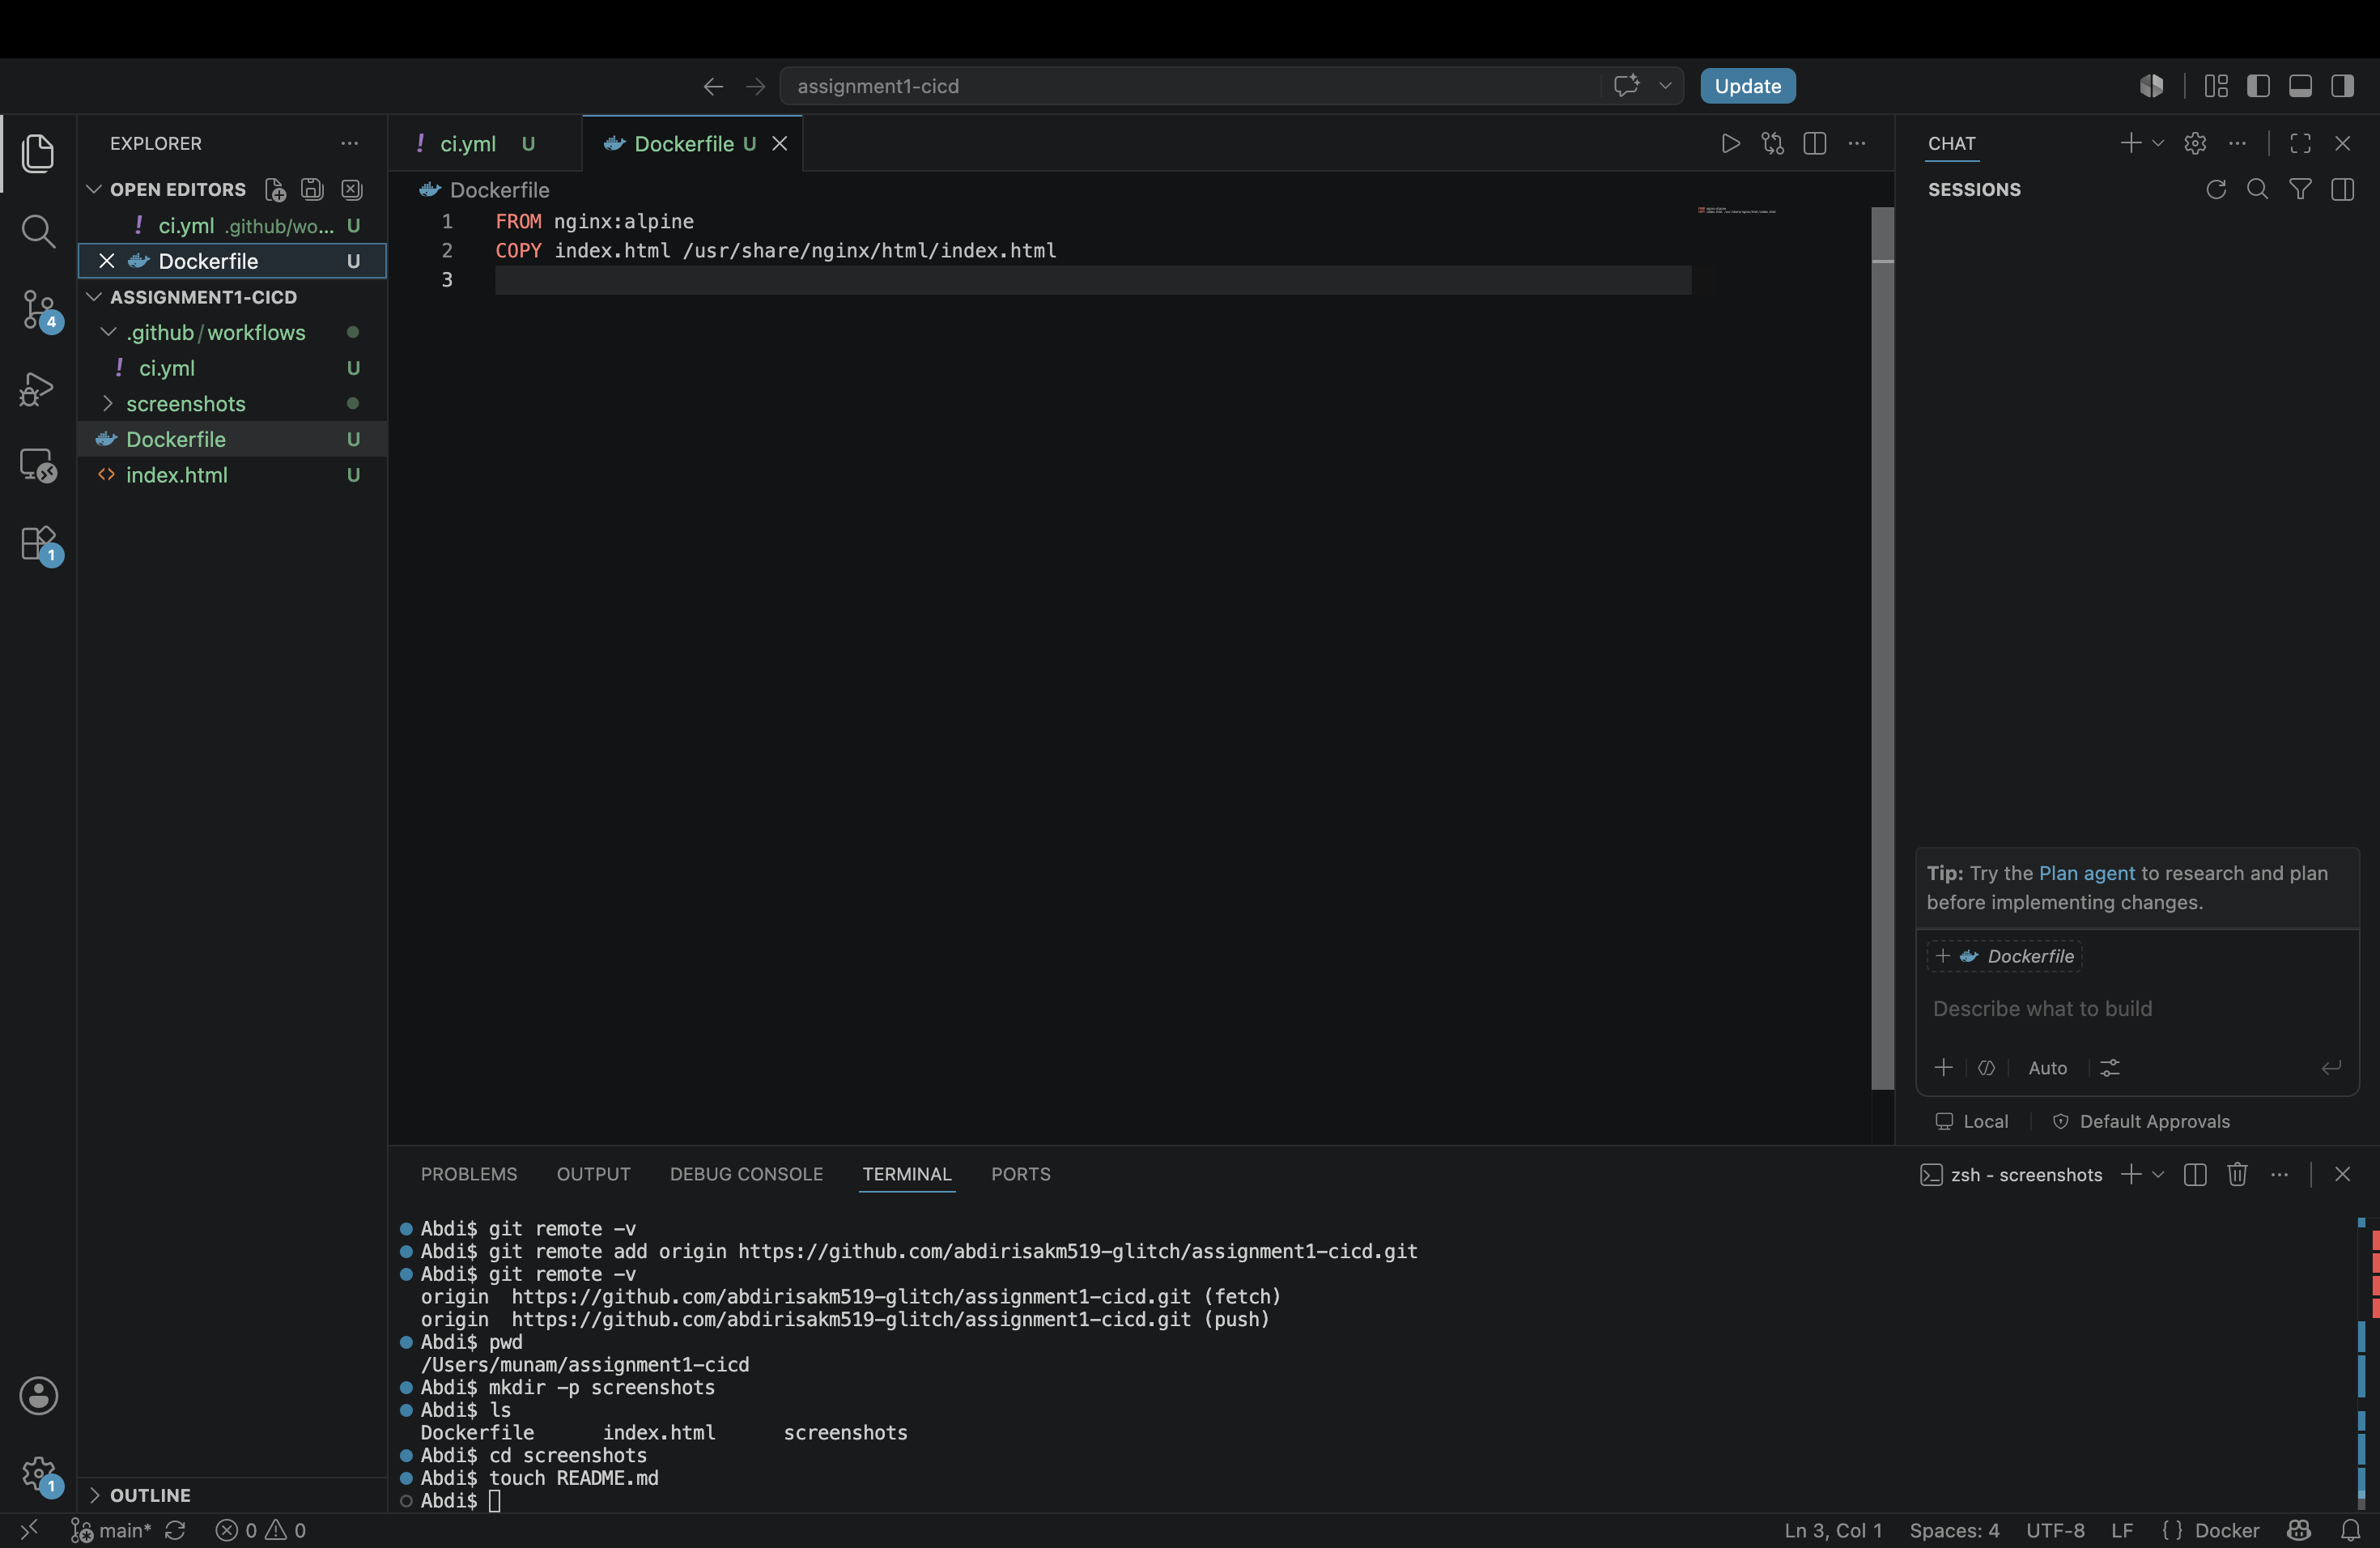 assignment1-cicd
Update
EXPLORER
OPEN EDITORS
! ci.yml .github/wo... U
Dockerfile U
ASSIGNMENT1-CICD
.github/workflows
! ci.yml U
screenshots
Dockerfile U
index.html U
OUTLINE
! ci.yml U
Dockerfile U
Dockerfile
1 FROM nginx:alpine
2 COPY index.html /usr/share/nginx/html/index.html
3
4
1
1
CHAT
SESSIONS
Tip: Try the Plan agent to research and plan
before implementing changes.
Dockerfile
Describe what to build
Auto
Local
Default Approvals
PROBLEMS OUTPUT DEBUG CONSOLE TERMINAL PORTS
zsh - screenshots
Abdi$ git remote -v
Abdi$ git remote add origin https://github.com/abdirisakm519-glitch/assignment1-cicd.git
Abdi$ git remote -v
origin https://github.com/abdirisakm519-glitch/assignment1-cicd.git (fetch)
origin https://github.com/abdirisakm519-glitch/assignment1-cicd.git (push)
Abdi$ pwd
/Users/munam/assignment1-cicd
Abdi$ mkdir -p screenshots
Abdi$ ls
Dockerfile index.html screenshots
Abdi$ cd screenshots
Abdi$ touch README.md
Abdi$
main* 0 0
Ln 3, Col 1 Spaces: 4 UTF-8 LF {} Docker